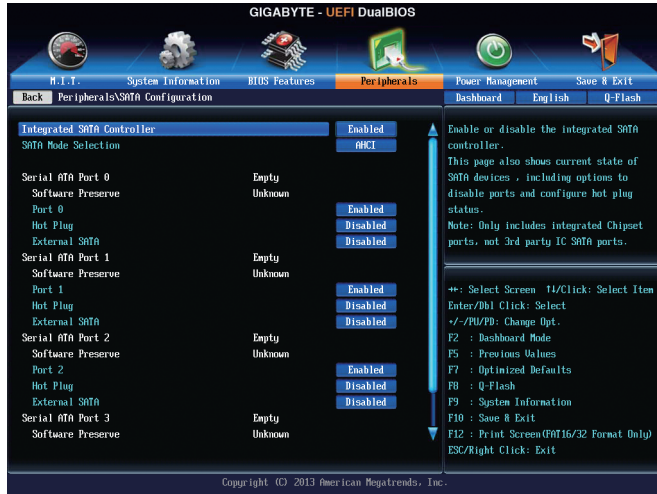 GIGABYTE - UEFI DualBIOS
M.I.T. System Information BIOS Features Peripherals Power Management Save & Exit
Back Peripherals\SATA Configuration Dashboard English Q-Flash
Integrated SATA Controller Enabled
SATA Mode Selection AHCI
Serial ATA Port 0 Empty
Software Preserve Unknown
Port 0 Enabled
Hot Plug Disabled
External SATA Disabled
Serial ATA Port 1 Empty
Software Preserve Unknown
Port 1 Enabled
Hot Plug Disabled
External SATA Disabled
Serial ATA Port 2 Empty
Software Preserve Unknown
Port 2 Enabled
Hot Plug Disabled
External SATA Disabled
Serial ATA Port 3 Empty
Software Preserve Unknown
Enable or disable the integrated SATA
controller.
This page also shows current state of
SATA devices , including options to
disable ports and configure hot plug
status.
Note: Only includes integrated Chipset
ports, not 3rd party IC SATA ports.
↔: Select Screen ↑↓/Click: Select Item
Enter/Dbl Click: Select
+/-/PU/PD: Change Opt.
F2 : Dashboard Mode
F5 : Previous Values
F7 : Optimized Defaults
F8 : Q-Flash
F9 : System Information
F10 : Save & Exit
F12 : Print Screen(FAT16/32 Format Only)
ESC/Right Click: Exit
Copyright (C) 2013 American Megatrends, Inc.